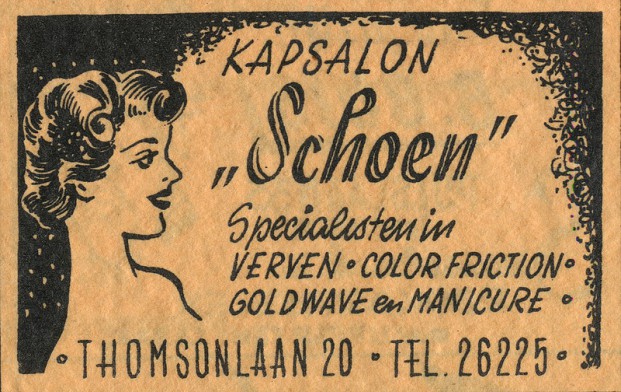 KAPSALON
„Schoen”
Specialisten in
VERVEN • COLOR FRICTION •
GOLDWAVE en MANICURE •
• THOMSONLAAN 20 • TEL. 26225 •